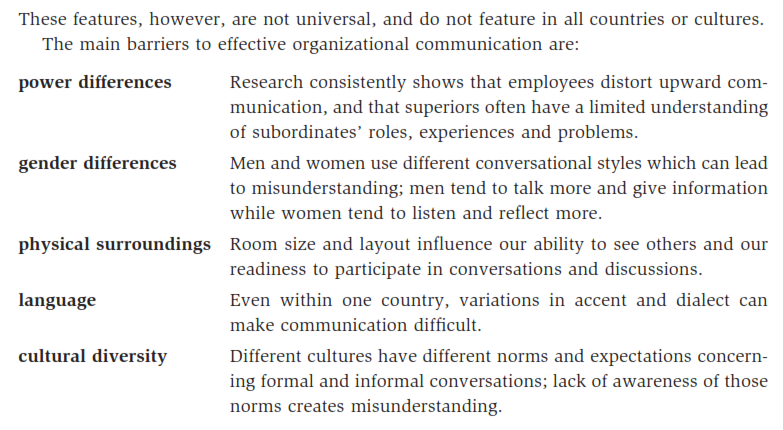 These features, however, are not universal, and do not feature in all countries or cultures.
The main barriers to effective organizational communication are:
power differences Research consistently shows that employees distort upward com-
munication, and that superiors often have a limited understanding
of subordinates' roles, experiences and problems.
gender differences Men and women use different conversational styles which can lead
to misunderstanding; men tend to talk more and give information
while women tend to listen and reflect more.
physical surroundings Room size and layout influence our ability to see others and our
readiness to participate in conversations and discussions.
language Even within one country, variations in accent and dialect can
make communication difficult.
cultural diversity Different cultures have different norms and expectations concern-
ing formal and informal conversations; lack of awareness of those
norms creates misunderstanding.